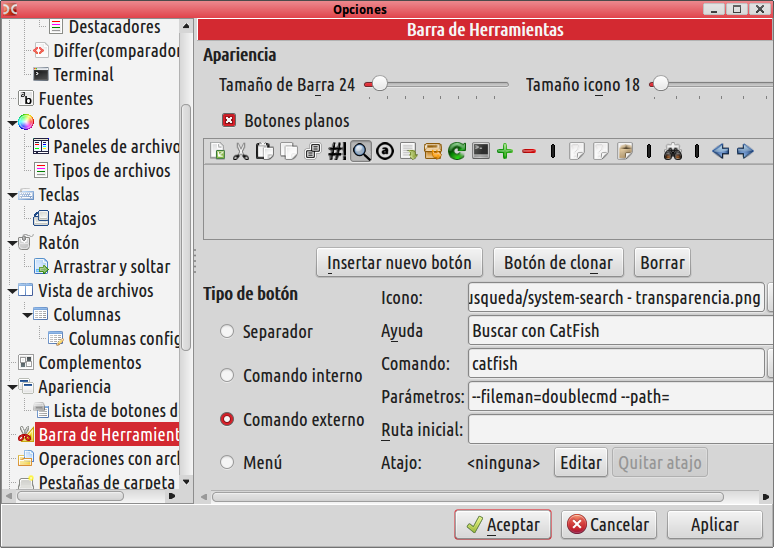 Opciones
Destacadores
Differ(comparador
Terminal
Fuentes
Colores
Paneles de archivo
Tipos de archivos
Teclas
Atajos
Ratón
Arrastrar y soltar
Vista de archivos
Columnas
Columnas config
Complementos
Apariencia
Lista de botones d
Barra de Herramient
Operaciones con arch
Pestañas de carpeta
Barra de Herramientas
Apariencia
Tamaño de Barra 24
Tamaño icono 18
Botones planos
Insertar nuevo botón
Botón de clonar
Borrar
Tipo de botón
Separador
Comando interno
Comando externo
Menú
Icono: usqueda/system-search - transparencia.png
Ayuda Buscar con CatFish
Comando: catfish
Parámetros: --fileman=doublecmd --path=
Ruta inicial:
Atajo: <ninguna> Editar Quitar atajo
Aceptar Cancelar Aplicar